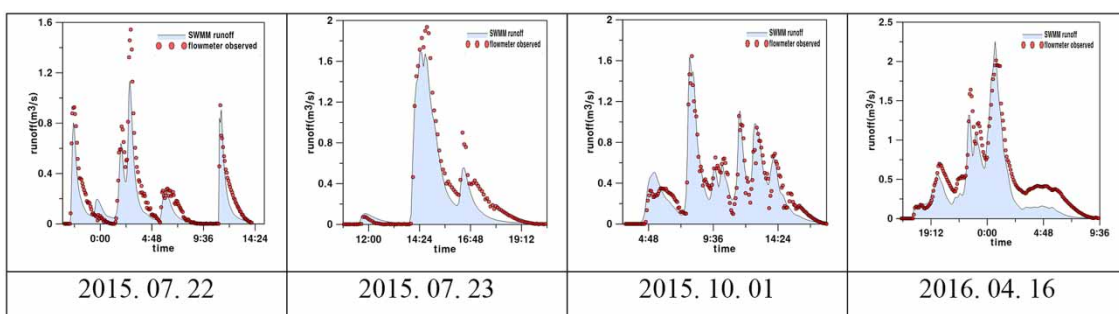 1.6
SWMM runoff
flowmeter observed
1.2
0.8
0.4
0
runoff(m3/s)
0:00 4:48 9:36 14:24
time
2
SWMM runoff
flowmeter observed
1.6
1.2
0.8
0.4
0
runoff(m3/s)
12:00 14:24 16:48 19:12
time
2
SWMM runoff
flowmeter observed
1.6
1.2
0.8
0.4
0
runoff(m3/s)
4:48 9:36 14:24
time
2.5
SWMM runoff
flowmeter observed
2
1.5
1
0.5
0
runoff(m3/s)
19:12 0:00 4:48 9:36
time
2015. 07. 22
2015. 07. 23
2015. 10. 01
2016. 04. 16